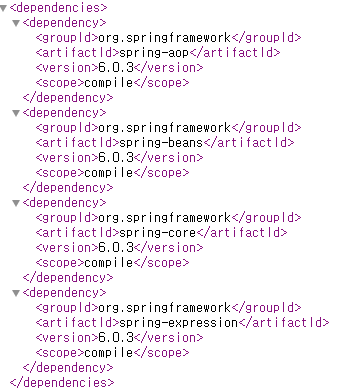 <dependencies>
<dependency>
<groupId>org.springframework</groupId>
<artifactId>spring-aop</artifactId>
<version>6.0.3</version>
<scope>compile</scope>
</dependency>
<dependency>
<groupId>org.springframework</groupId>
<artifactId>spring-beans</artifactId>
<version>6.0.3</version>
<scope>compile</scope>
</dependency>
<dependency>
<groupId>org.springframework</groupId>
<artifactId>spring-core</artifactId>
<version>6.0.3</version>
<scope>compile</scope>
</dependency>
<dependency>
<groupId>org.springframework</groupId>
<artifactId>spring-expression</artifactId>
<version>6.0.3</version>
<scope>compile</scope>
</dependency>
</dependencies>